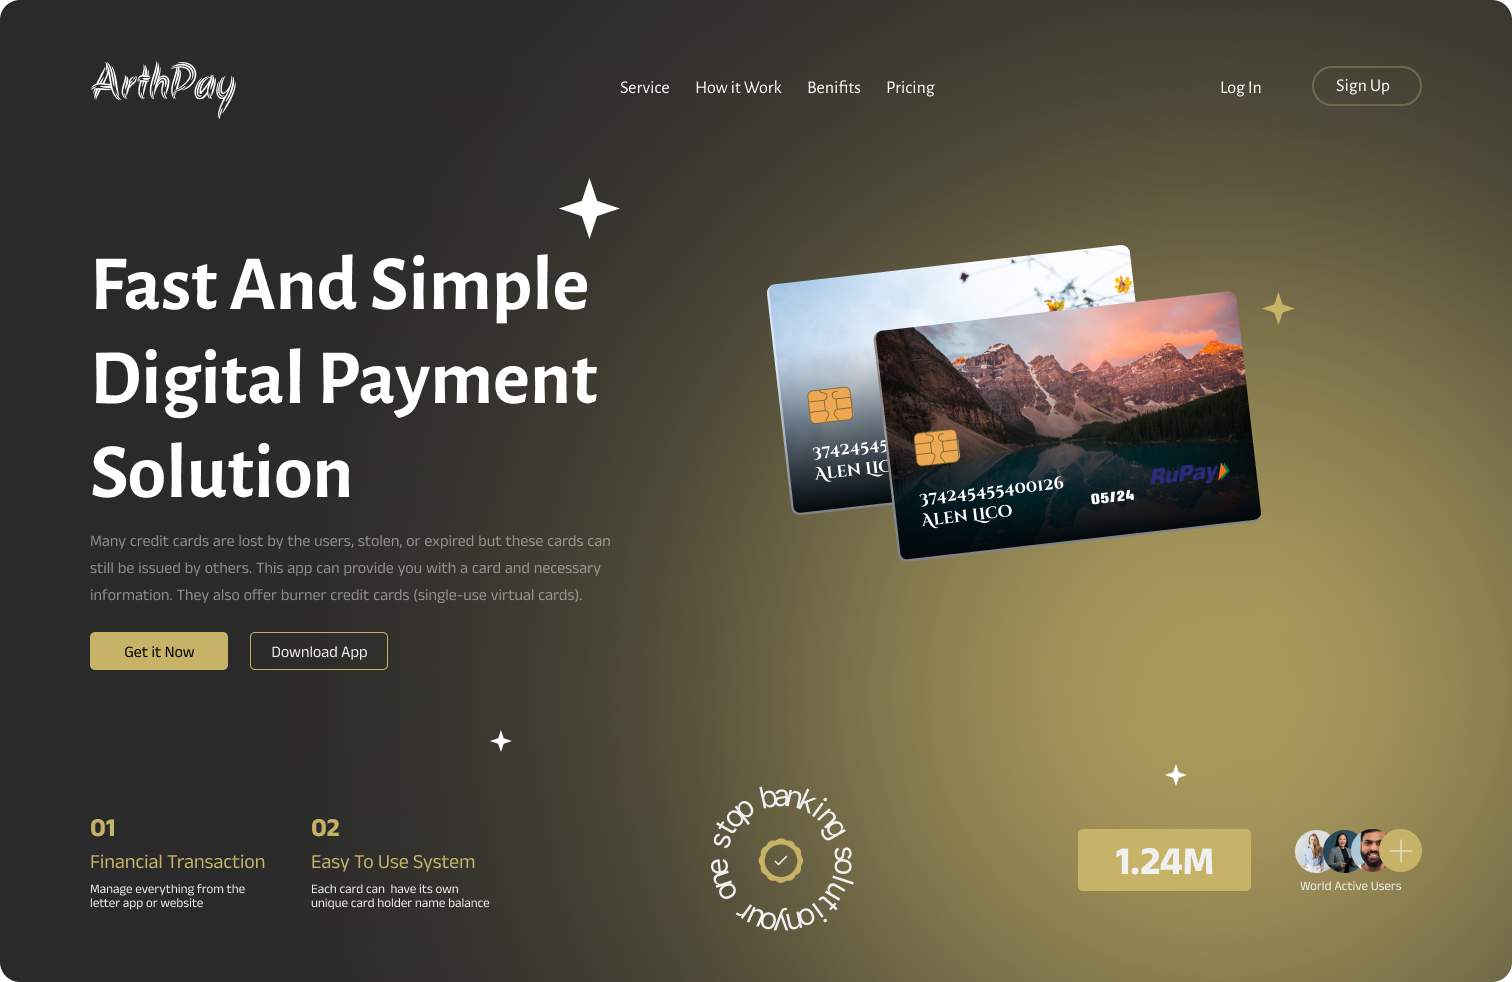 ArthPay
Service
How it Work
Benifits
Pricing
Log In
Sign Up
Fast And Simple
Digital Payment
Solution
Many credit cards are lost by the users, stolen, or expired but these cards can
still be issued by others. This app can provide you with a card and necessary
information. They also offer burner credit cards (single-use virtual cards).
Get it Now
Download App
37424545
ALEN LIC
374245455400126
ALEN LICO
05/24
RuPay
01
Financial Transaction
Manage everything from the
letter app or website
02
Easy To Use System
Each card can have its own
unique card holder name balance
your one stop banking solution
1.24M
World Active Users